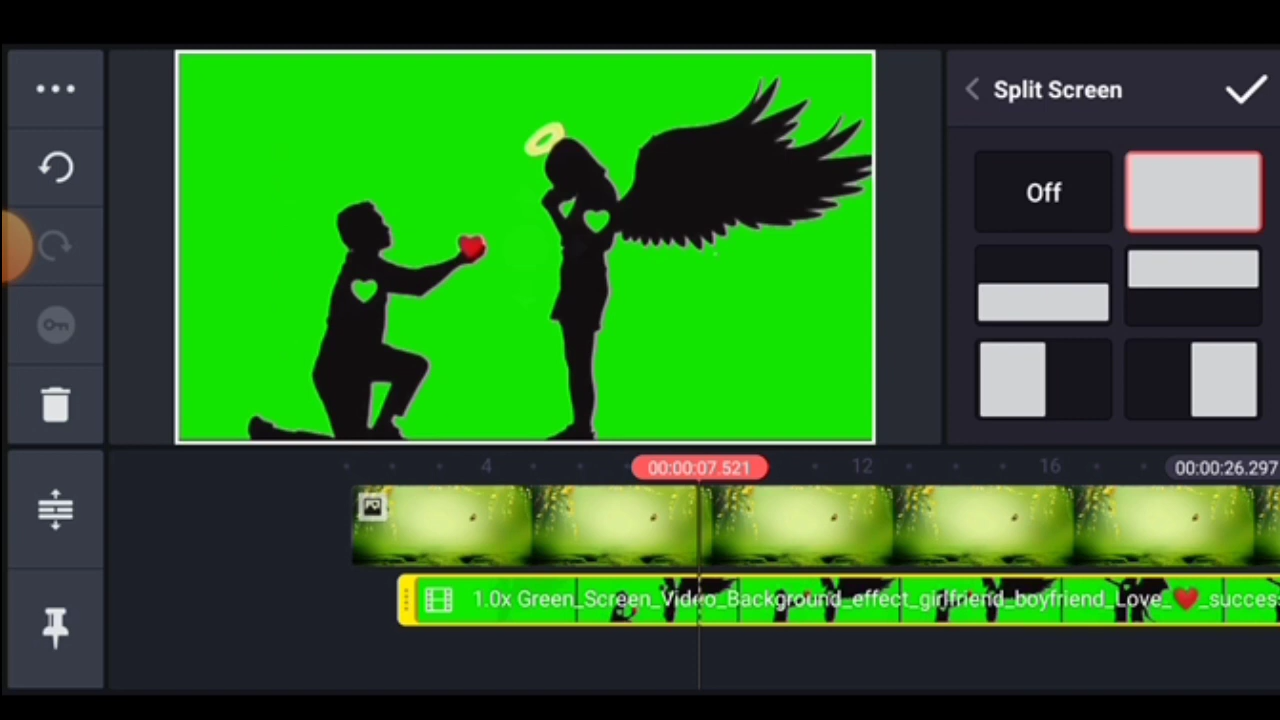 Split Screen
Off
4
00:00:07.521
12
16
00:00:26.297
1.0x Green_Screen_Video_Background_effect_girlfriend_boyfriend_Love_❤️_succes